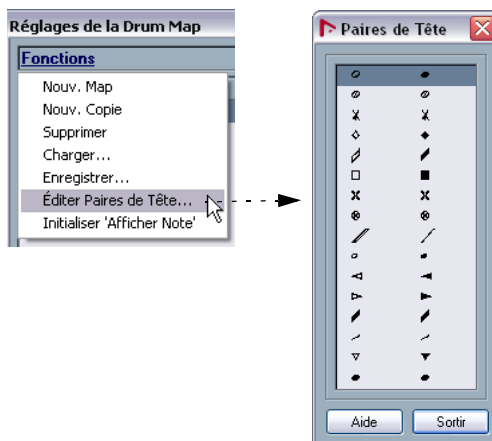 Réglages de la Drum Map
Fonctions
Nouv. Map
Nouv. Copie
Supprimer
Charger...
Enregistrer...
Éditer Paires de Tête...
Initialiser 'Afficher Note'
Paires de Tête
Aide
Sortir